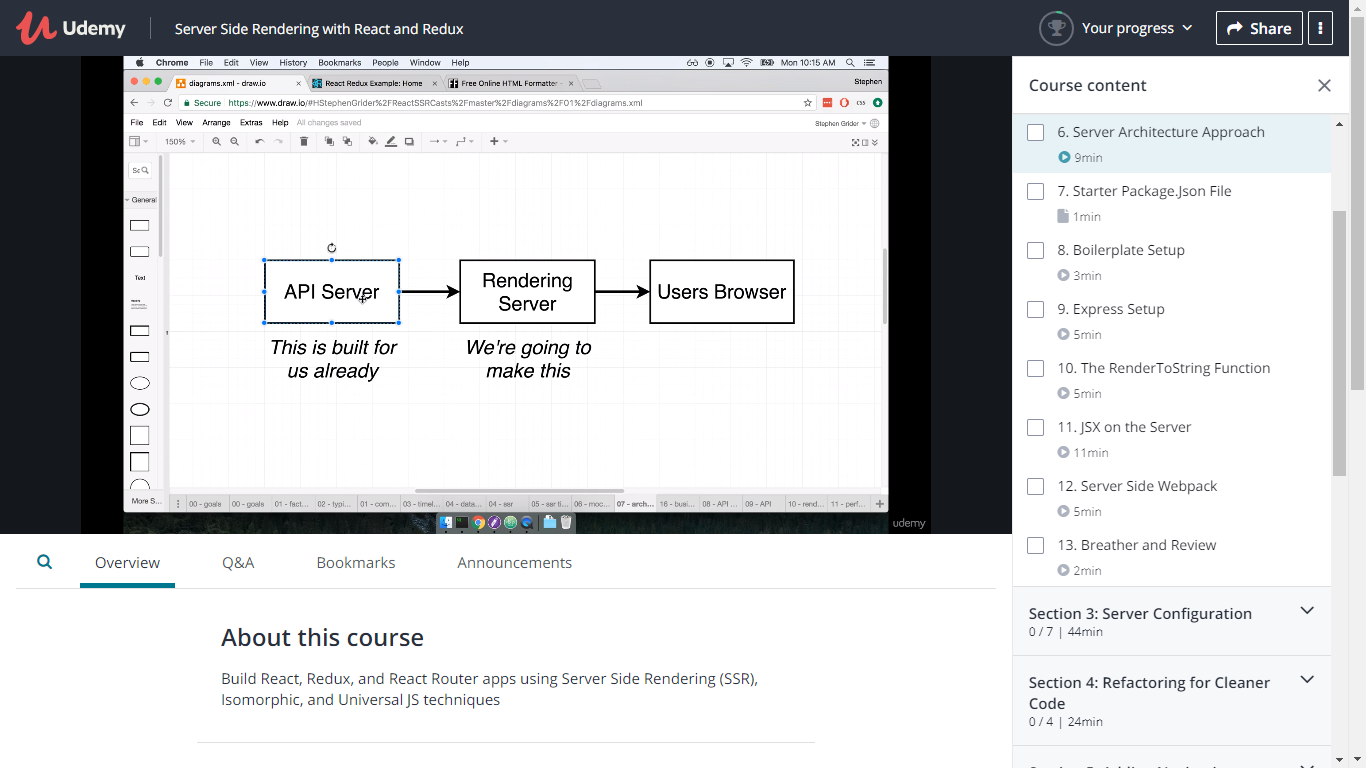 Udemy
Server Side Rendering with React and Redux
Your progress
Share
Chrome File Edit View History Bookmarks People Window Help
Mon 10:15 AM
diagrams.xml - draw.io
React Redux Example: Home
Free Online HTML Formatter -
Stephen
Secure https://www.draw.io/#HStephenGrider%2FReactSSRCasts%2Fmaster%2Fdiagrams%2F01%2Fdiagrams.xml
File Edit View Arrange Extras Help All changes saved
Stephen Grider
150%
General
Text
API Server
Rendering
Server
Users Browser
This is built for
us already
We're going to
make this
More S...
00 - goals 00 - goals 01 - fact... 02 - typi... 01 - com... 03 - timel... 04 - data... 04 - ssr 05 - ssr ti... 06 - moc... 07 - arch... 16 - busi... 08 - API ... 09 - API 10 - rend... 11 - perf...
udemy
Course content
6. Server Architecture Approach
9min
7. Starter Package.Json File
1min
8. Boilerplate Setup
3min
9. Express Setup
5min
10. The RenderToString Function
5min
11. JSX on the Server
11min
12. Server Side Webpack
5min
13. Breather and Review
2min
Section 3: Server Configuration
0 / 7 | 44min
Section 4: Refactoring for Cleaner
Code
0 / 4 | 24min
Overview
Q&A
Bookmarks
Announcements
About this course
Build React, Redux, and React Router apps using Server Side Rendering (SSR),
Isomorphic, and Universal JS techniques